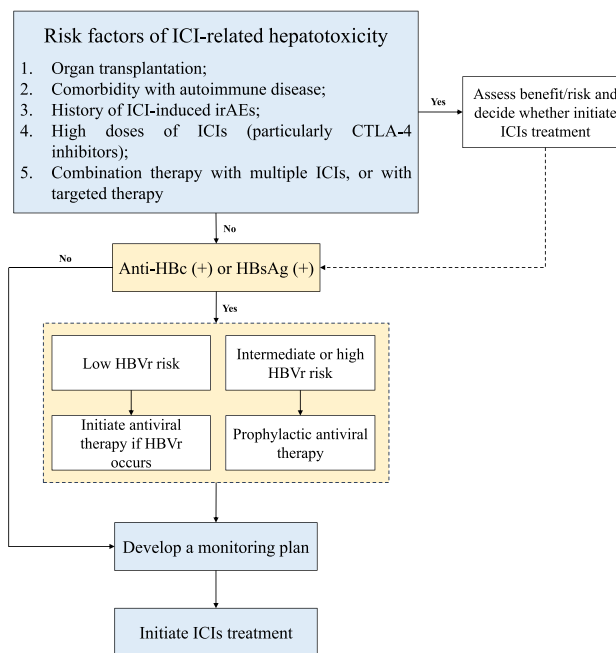 Risk factors of ICI-related hepatotoxicity
1. Organ transplantation;
2. Comorbidity with autoimmune disease;
3. History of ICI-induced irAEs;
4. High doses of ICIs (particularly CTLA-4
inhibitors);
5. Combination therapy with multiple ICIs, or with
targeted therapy
Yes
Assess benefit/risk and
decide whether initiate
ICIs treatment
No
Anti-HBc (+) or HBsAg (+)
No
Yes
Low HBVr risk
Intermediate or high
HBVr risk
Initiate antiviral
therapy if HBVr
occurs
Prophylactic antiviral
therapy
Develop a monitoring plan
Initiate ICIs treatment